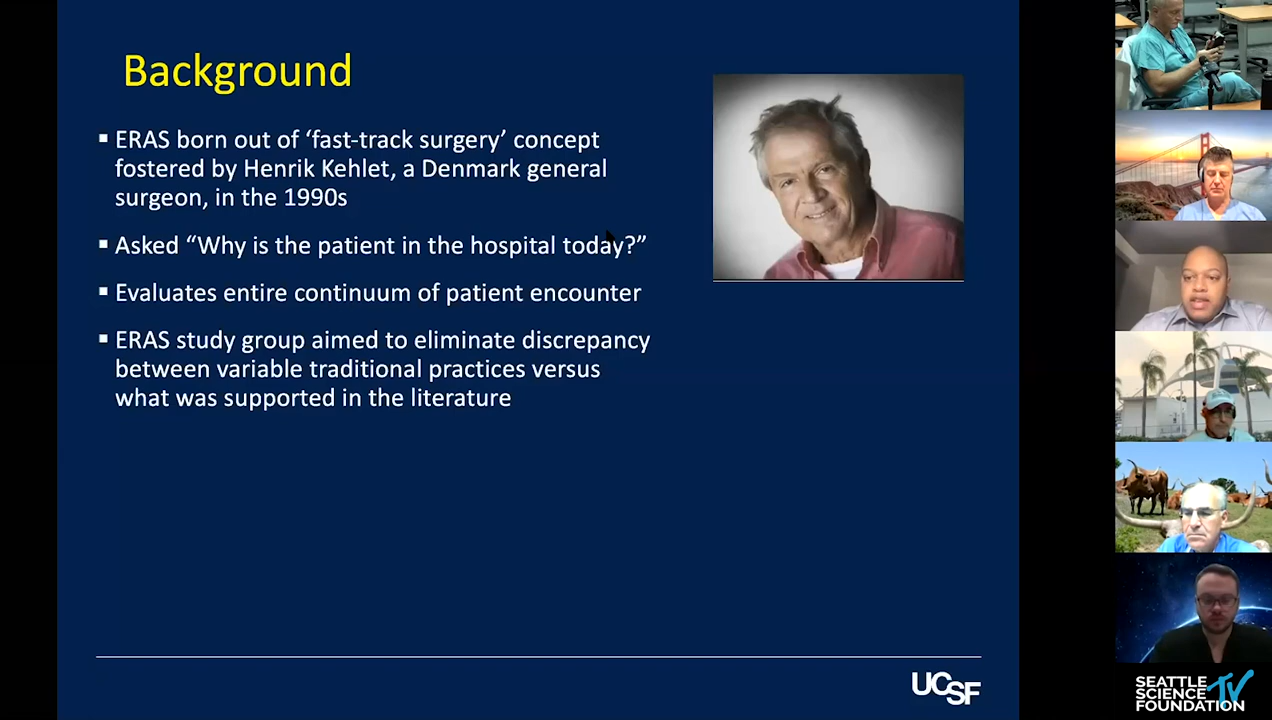 Background
▪ ERAS born out of ‘fast-track surgery’ concept
fostered by Henrik Kehlet, a Denmark general
surgeon, in the 1990s
▪ Asked “Why is the patient in the hospital today?”
▪ Evaluates entire continuum of patient encounter
▪ ERAS study group aimed to eliminate discrepancy
between variable traditional practices versus
what was supported in the literature
UCSF
SEATTLE
SCIENCE
FOUNDATION
TV